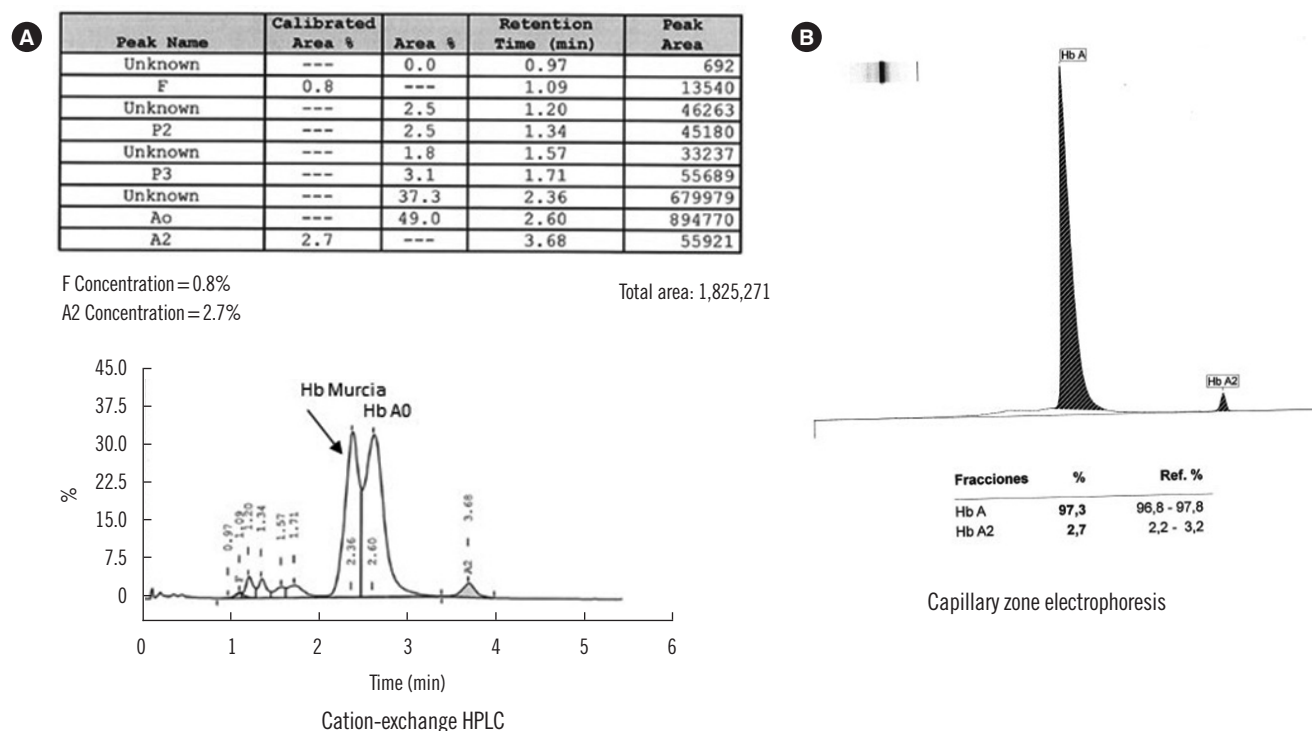 A
Peak Name Calibrated Area % Area % Retention Time (min) Peak Area
Unknown --- 0.0 0.97 692
F 0.8 --- 1.09 13540
Unknown --- 2.5 1.20 46263
P2 --- 2.5 1.34 45180
Unknown --- 1.8 1.57 33237
P3 --- 3.1 1.71 55689
Unknown --- 37.3 2.36 679979
Ao --- 49.0 2.60 894770
A2 2.7 --- 3.68 55921
F Concentration=0.8%
A2 Concentration=2.7%
Total area: 1,825,271
45.0
37.5
30.0
22.5
15.0
7.5
0
%
Hb Murcia
Hb A0
0.97
1.09
1.20
1.34
1.57
1.71
2.36
2.60
3.68
F
A2
0 1 2 3 4 5 6
Time (min)
Cation-exchange HPLC
B
Hb A
Hb A2
Fracciones % Ref. %
Hb A 97,3 96,8 - 97,8
Hb A2 2,7 2,2 - 3,2
Capillary zone electrophoresis